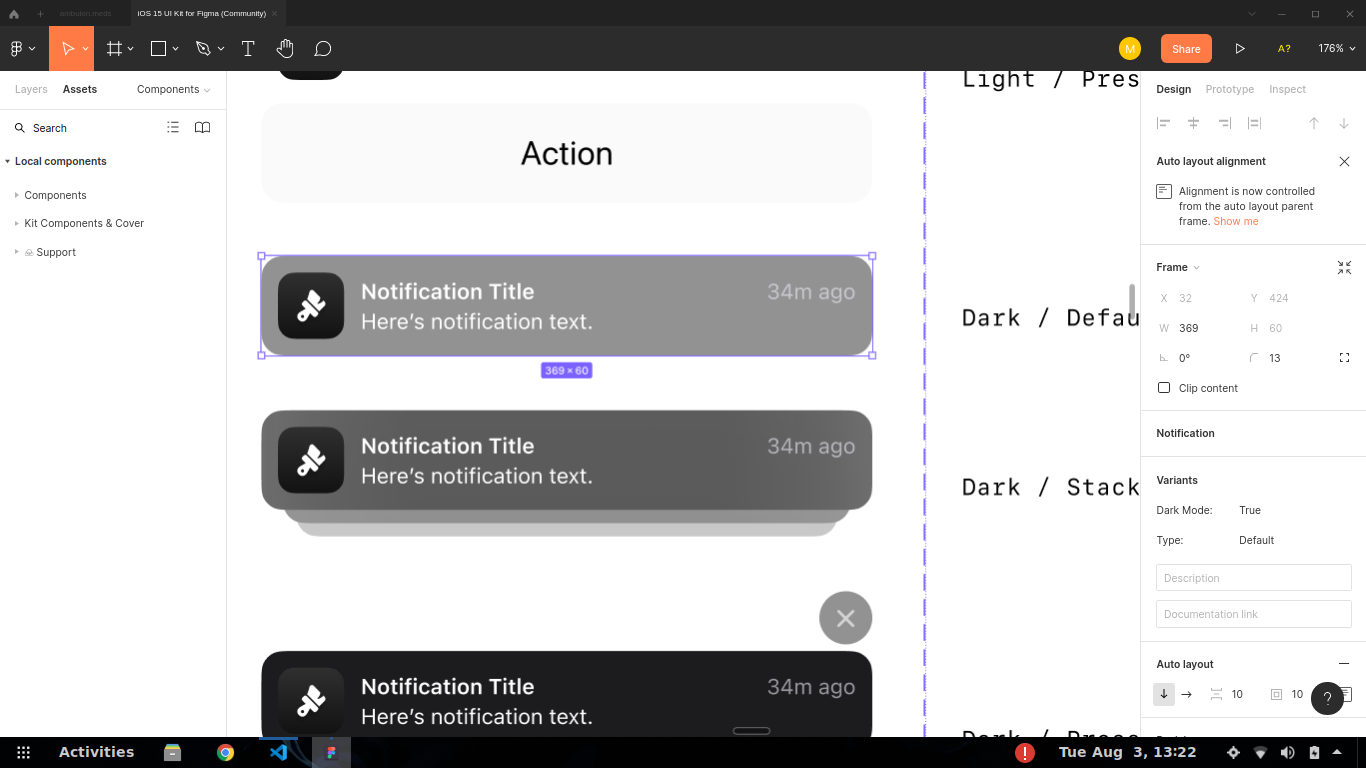 ambulon.meds
iOS 15 UI Kit for Figma (Community)
M
Share
A?
176%
Layers
Assets
Components
Search
Local components
Components
Kit Components & Cover
Support
Action
Notification Title
34m ago
Here's notification text.
369 × 60
Notification Title
34m ago
Here's notification text.
Notification Title
34m ago
Here's notification text.
Light / Pres
Dark / Defau
Dark / Stack
Dark / Press
Design
Prototype
Inspect
Auto layout alignment
Alignment is now controlled
from the auto layout parent
frame. Show me
Frame
X 32
Y 424
W 369
H 60
0°
13
Clip content
Notification
Variants
Dark Mode:
True
Type:
Default
Description
Documentation link
Auto layout
10
10
?
Activities
Tue Aug 3, 13:22